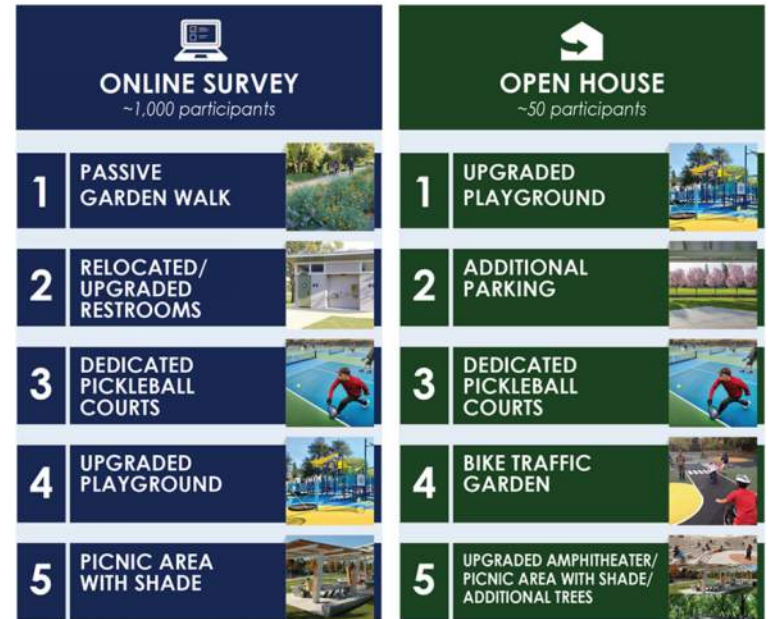 ONLINE SURVEY
~1,000 participants
1
PASSIVE
GARDEN WALK
2
RELOCATED/
UPGRADED
RESTROOMS
3
DEDICATED
PICKLEBALL
COURTS
4
UPGRADED
PLAYGROUND
5
PICNIC AREA
WITH SHADE
OPEN HOUSE
~50 participants
1
UPGRADED
PLAYGROUND
2
ADDITIONAL
PARKING
3
DEDICATED
PICKLEBALL
COURTS
4
BIKE TRAFFIC
GARDEN
5
UPGRADED AMPHITHEATER/
PICNIC AREA WITH SHADE/
ADDITIONAL TREES